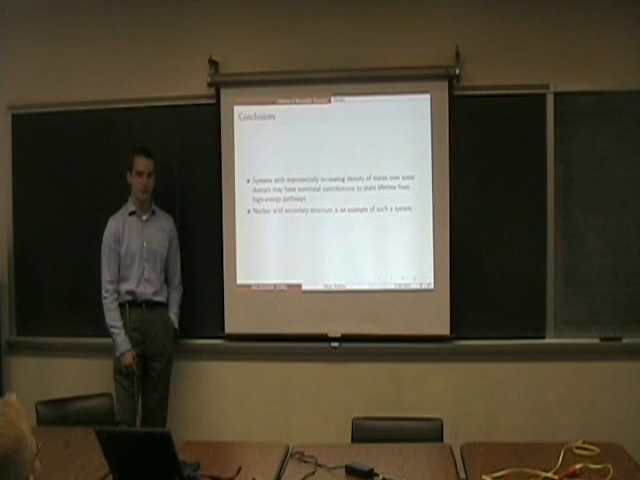 Conclusions
Systems with exponentially increasing density of states over some
domain may have nontrivial contributions to state lifetime from
high-energy pathways.
Nucleic acid secondary structure is an example of such a system.